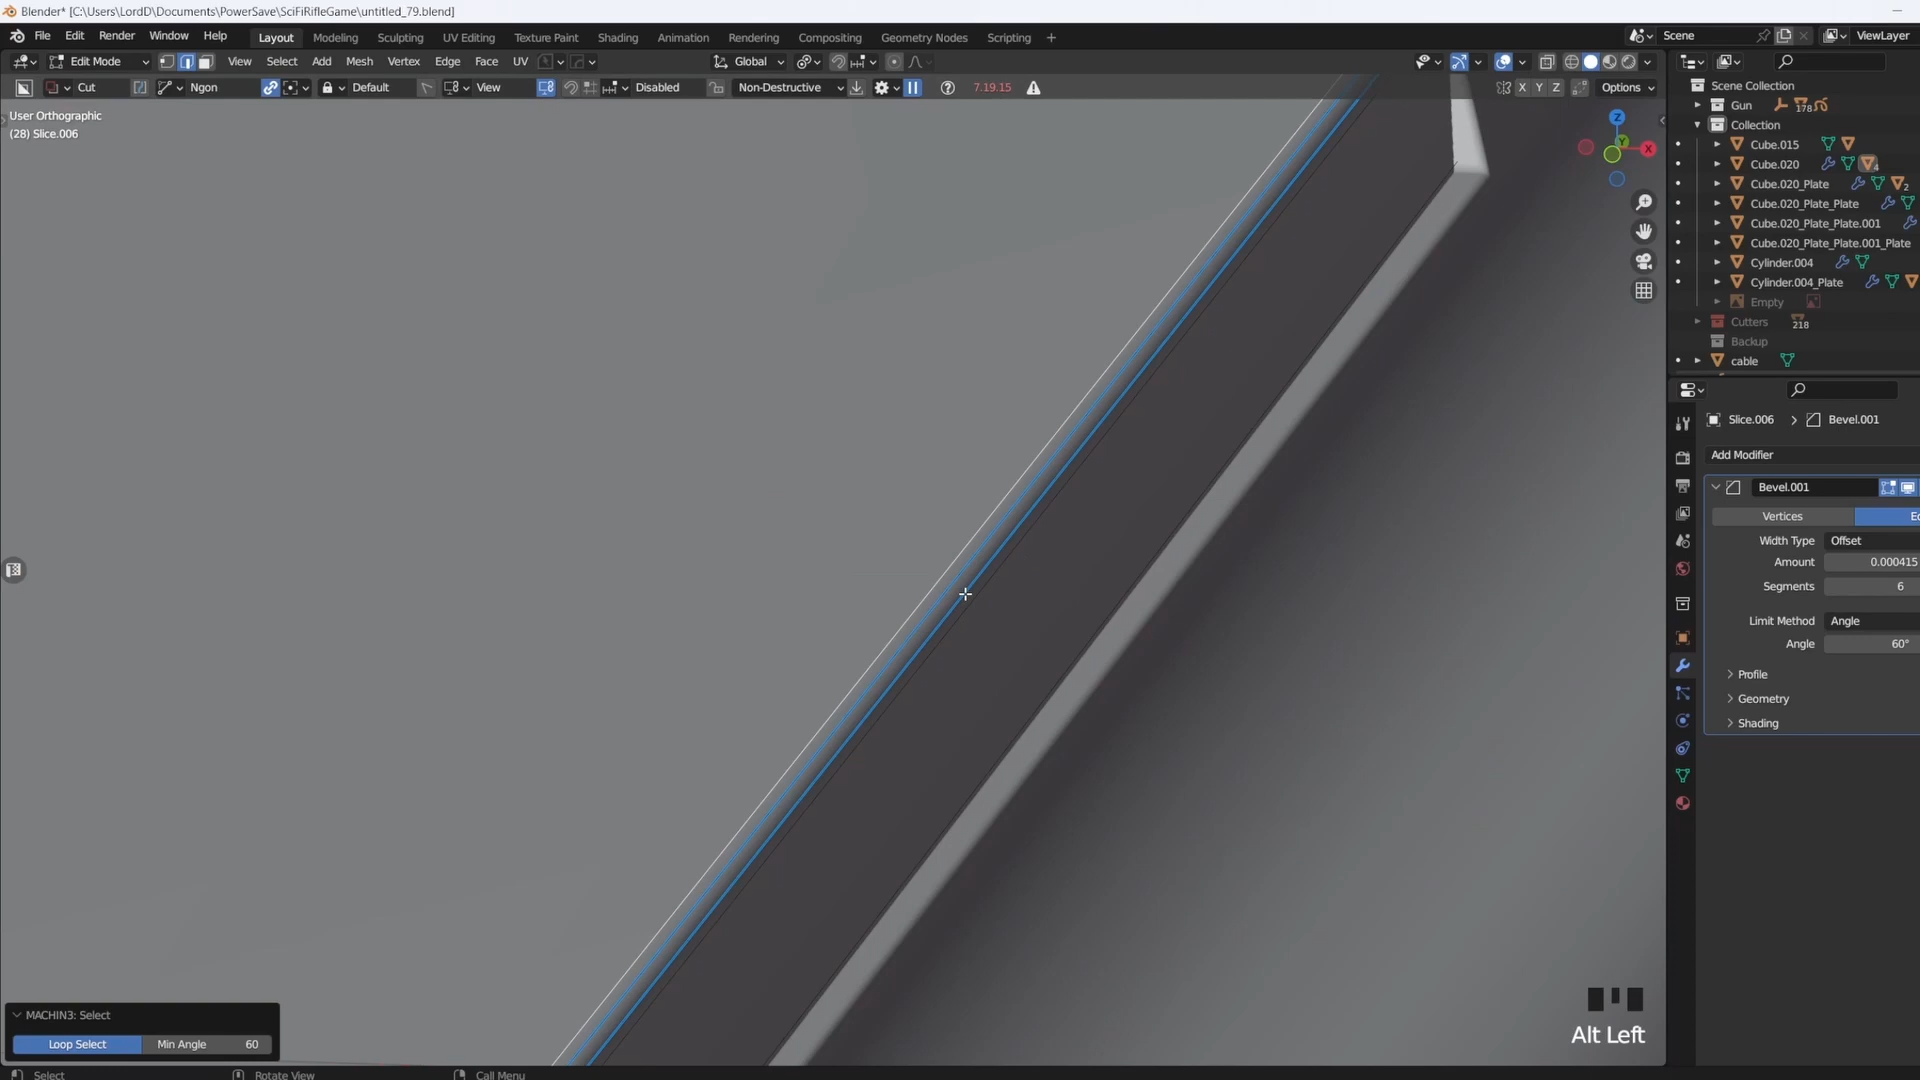 Blender* [C:\Users\LordD\Documents\PowerSave\SciFiRifleGame\untitled_79.blend]
File Edit Render Window Help Layout Modeling Sculpting UV Editing Texture Paint Shading Animation Rendering Compositing Geometry Nodes Scripting + Scene ViewLayer
Edit Mode View Select Add Mesh Vertex Edge Face UV Global
Cut Ngon Default View Disabled Non-Destructive 7.19.15 X Y Z Options
User Orthographic
(28) Slice.006
Z
Y
X
Scene Collection
Gun 178
Collection
Cube.015
Cube.020 4
Cube.020_Plate 2
Cube.020_Plate_Plate
Cube.020_Plate_Plate.001
Cube.020_Plate_Plate.001_Plate
Cylinder.004
Cylinder.004_Plate
Empty
Cutters 218
Backup
cable
Slice.006 > Bevel.001
Add Modifier
Bevel.001
Vertices
Width Type Offset
Amount 0.000415
Segments 6
Limit Method Angle
Angle 60°
Profile
Geometry
Shading
MACHIN3: Select
Loop Select Min Angle 60
Alt Left
Select Rotate View Call Menu